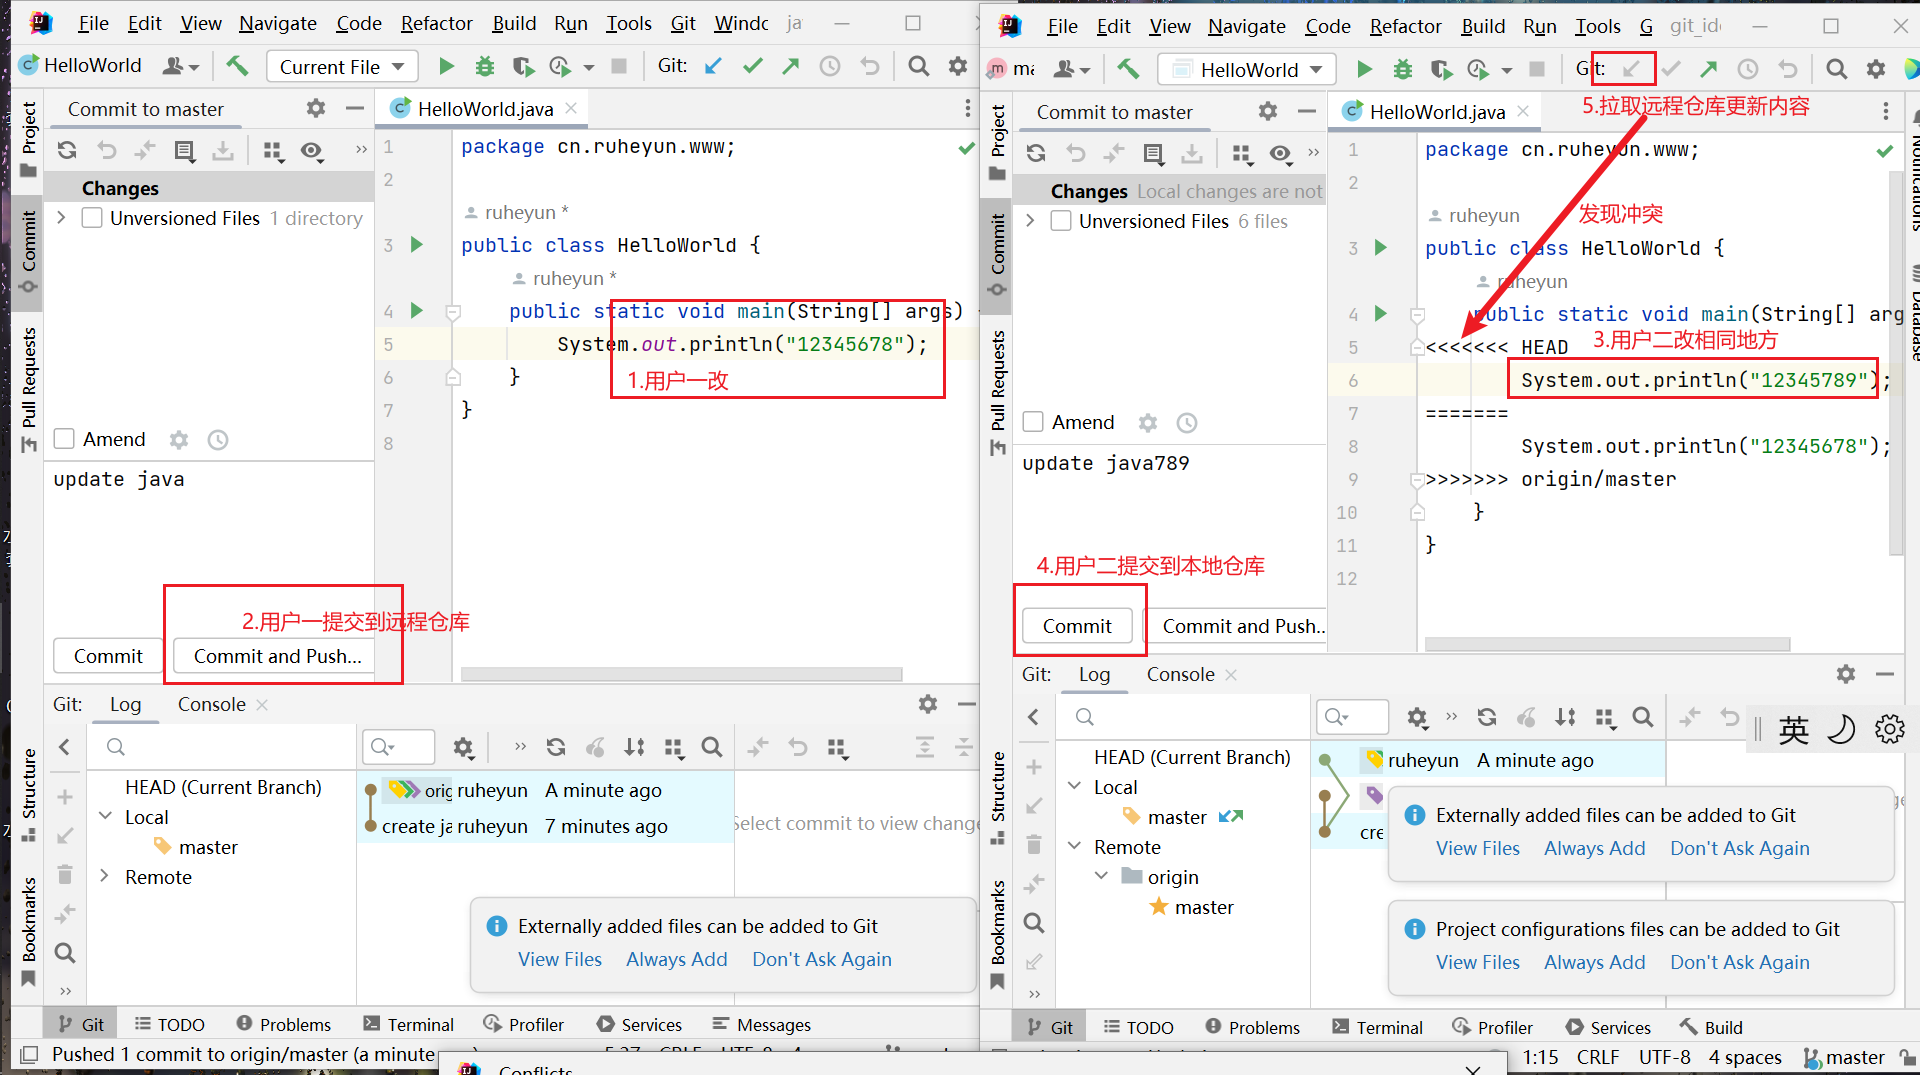 File Edit View Navigate Code Refactor Build Run Tools Git Windo ja
HelloWorld Current File Git:
Commit to master HelloWorld.java
Project
Changes
Unversioned Files 1 directory
Commit
Pull Requests
1 package cn.ruheyun.www;
2
ruheyun *
3 public class HelloWorld {
ruheyun *
4 public static void main(String[] args)
5 System.out.println("12345678");
6 }
7 }
8
1.用户一改
Amend
update java
2.用户一提交到远程仓库
Commit Commit and Push...
Git: Log Console
Structure
Bookmarks
HEAD (Current Branch)
Local
master
Remote
orig ruheyun A minute ago
create ja ruheyun 7 minutes ago
Select commit to view change
Externally added files can be added to Git
View Files Always Add Don't Ask Again
Git TODO Problems Terminal Profiler Services Messages
Pushed 1 commit to origin/master (a minute
Conflicts
File Edit View Navigate Code Refactor Build Run Tools G git_id
ma HelloWorld Git:
5.拉取远程仓库更新内容
Commit to master HelloWorld.java
Project
Changes Local changes are not
Unversioned Files 6 files
Commit
Pull Requests
Notifications
Database
1 package cn.ruheyun.www;
2
ruheyun
发现冲突
3 public class HelloWorld {
ruheyun
4 public static void main(String[] arg
3.用户二改相同地方
5 <<<<<<< HEAD
6 System.out.println("12345789");
7 =======
8 System.out.println("12345678");
9 >>>>>>> origin/master
10 }
11 }
12
Amend
update java789
4.用户二提交到本地仓库
Commit Commit and Push..
Git: Log Console
Structure
Bookmarks
英
HEAD (Current Branch)
Local
master
Remote
origin
master
ruheyun A minute ago
cre
Externally added files can be added to Git
View Files Always Add Don't Ask Again
Project configurations files can be added to Git
View Files Always Add Don't Ask Again
Git TODO Problems Terminal Profiler Services Build
1:15 CRLF UTF-8 4 spaces master